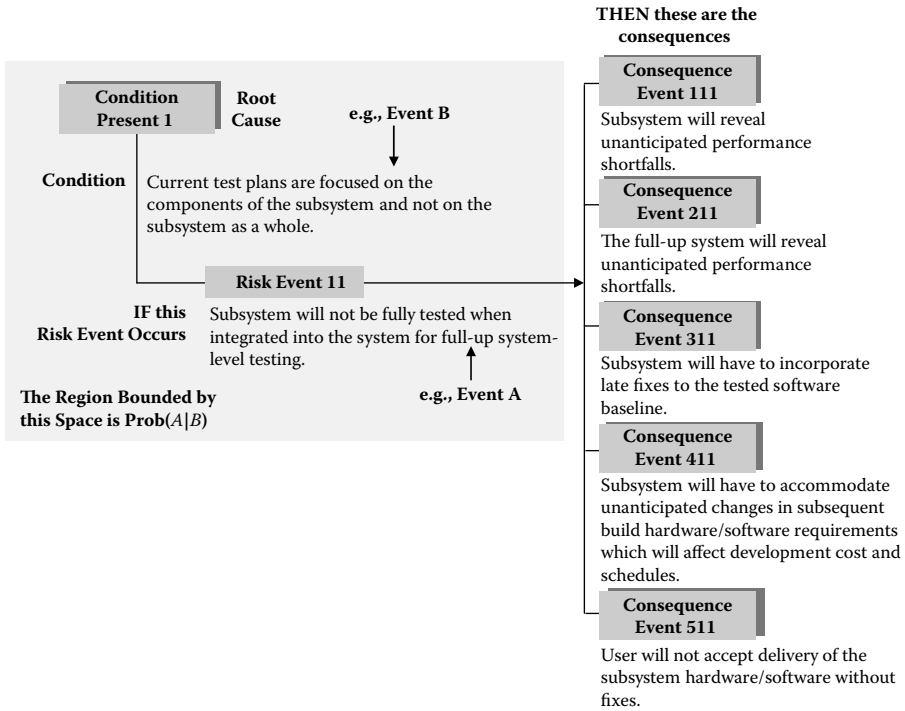 THEN these are the
consequences
Condition
Present 1
Root
Cause
e.g., Event B
Condition
Current test plans are focused on the
components of the subsystem and not on the
subsystem as a whole.
Risk Event 11
IF this
Risk Event Occurs
Subsystem will not be fully tested when
integrated into the system for full-up system-
level testing.
e.g., Event A
The Region Bounded by
this Space is Prob(A|B)
Consequence
Event 111
Subsystem will reveal
unanticipated performance
shortfalls.
Consequence
Event 211
The full-up system will reveal
unanticipated performance
shortfalls.
Consequence
Event 311
Subsystem will have to incorporate
late fixes to the tested software
baseline.
Consequence
Event 411
Subsystem will have to accommodate
unanticipated changes in subsequent
build hardware/software requirements
which will affect development cost and
schedules.
Consequence
Event 511
User will not accept delivery of the
subsystem hardware/software without
fixes.